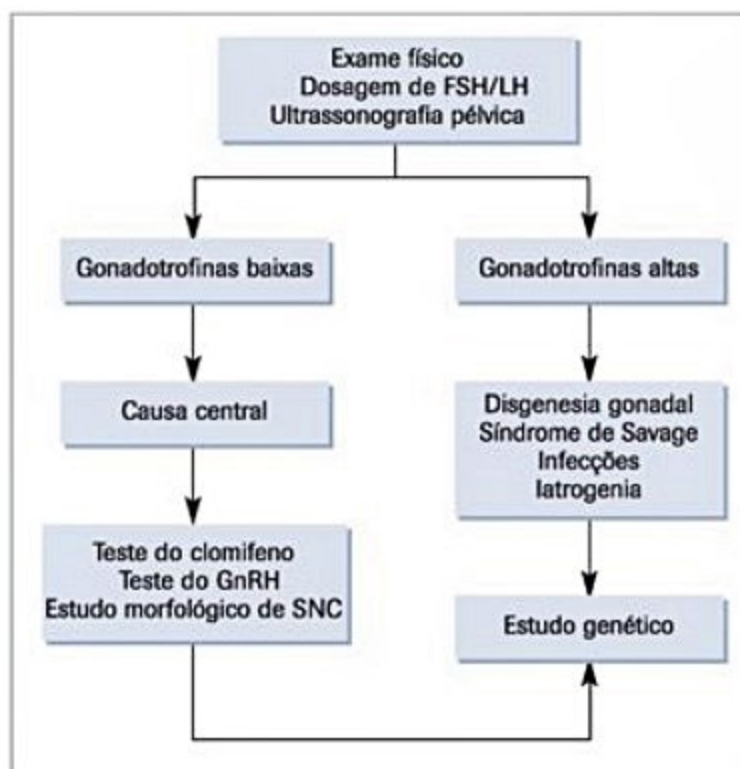 Exame físico
Dosagem de FSH/LH
Ultrassonografia pélvica
Gonadotrofinas baixas
Gonadotrofinas altas
Causa central
Disgenesia gonadal
Síndrome de Savage
Infecções
Iatrogenia
Teste do clomifeno
Teste do GnRH
Estudo morfológico de SNC
Estudo genético